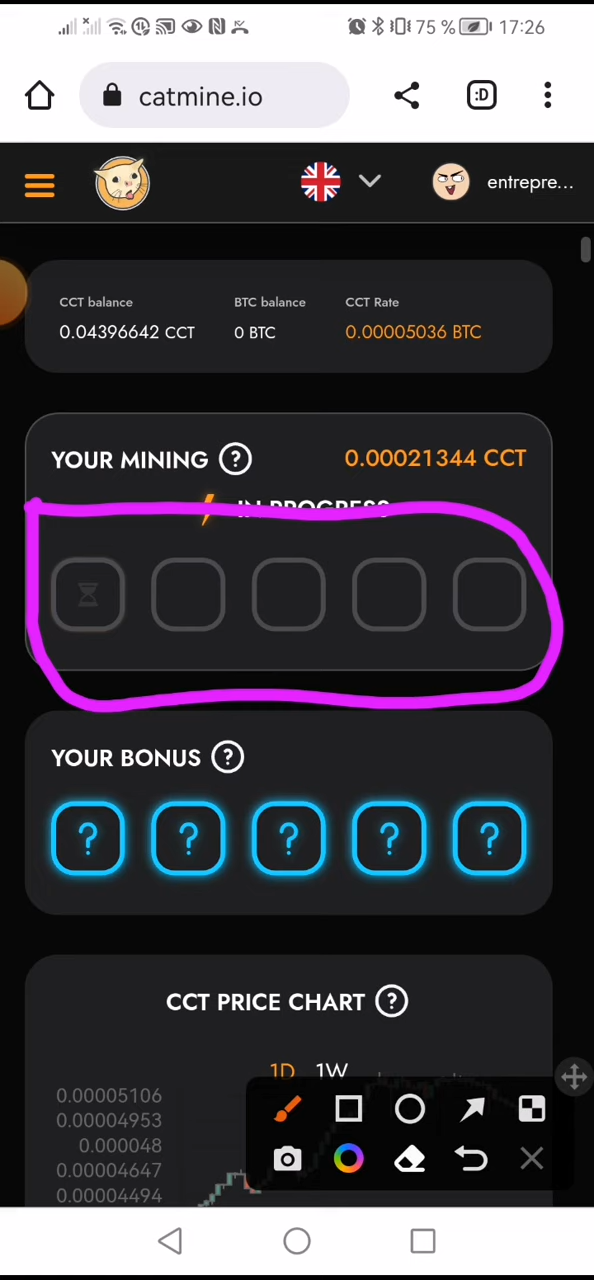 75 % 17:26
catmine.io
:D
entrepre...
CCT balance BTC balance CCT Rate
0.04396642 CCT 0 BTC 0.00005036 BTC
YOUR MINING ? 0.00021344 CCT
IN PROGRESS
YOUR BONUS ?
? ? ? ? ?
CCT PRICE CHART ?
1D 1W
0.00005106
0.00004953
0.000048
0.00004647
0.00004494